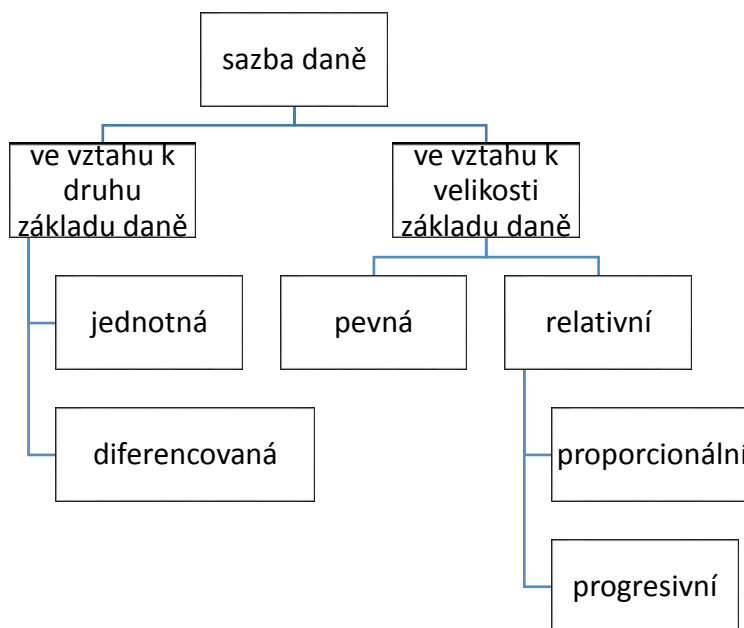 sazba daně
ve vztahu k
druhu
základu daně
ve vztahu k
velikosti
základu daně
jednotná
pevná
relativní
diferencovaná
proporcionální
progresivní